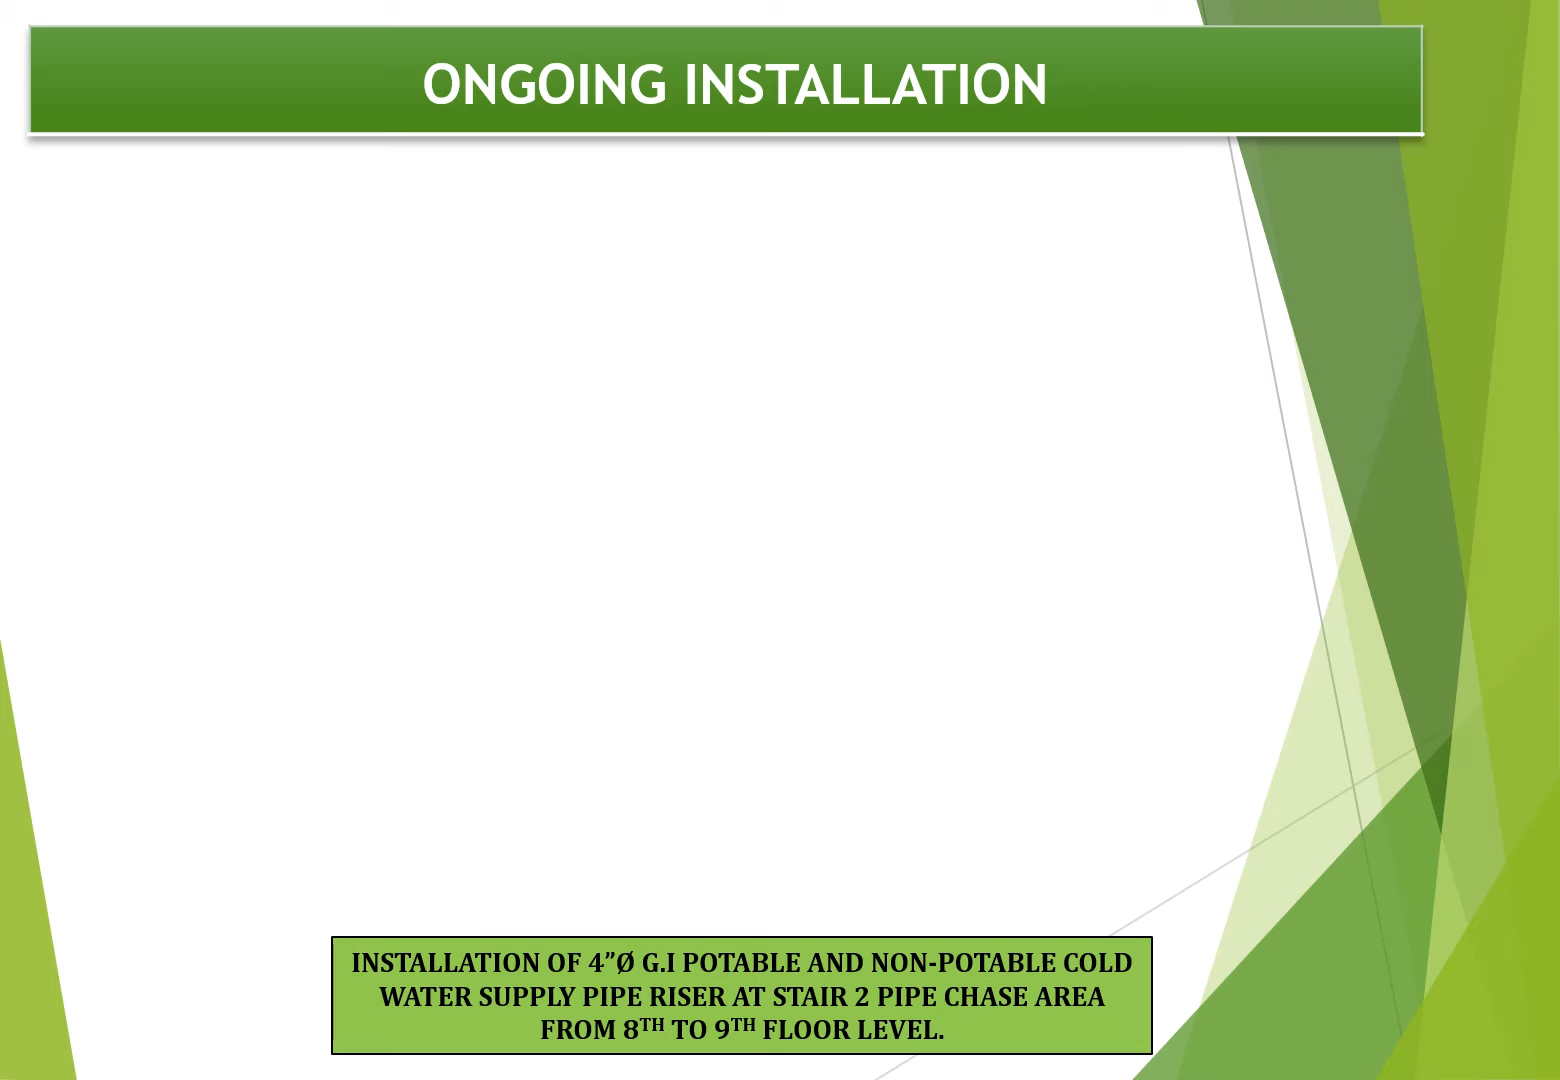 ONGOING INSTALLATION
INSTALLATION OF 4”Ø G.I POTABLE AND NON-POTABLE COLD
WATER SUPPLY PIPE RISER AT STAIR 2 PIPE CHASE AREA
FROM 8TH TO 9TH FLOOR LEVEL.